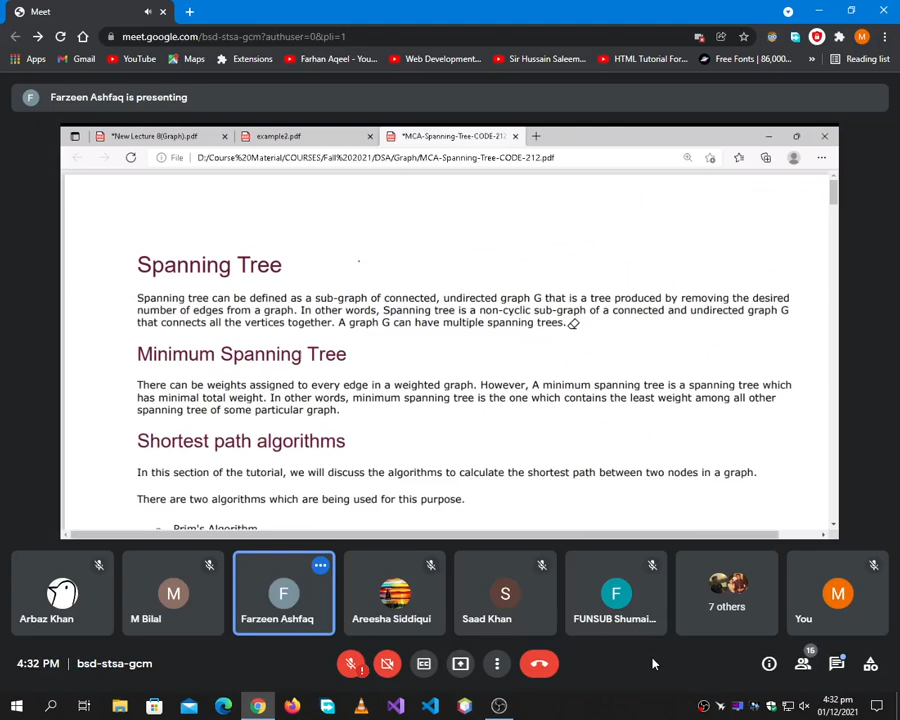 Meet
meet.google.com/bsd-stsa-gcm?authuser=0&pli=1
Apps Gmail YouTube Maps Extensions Farhan Aqeel - You... Web Development... Sir Hussain Saleem... HTML Tutorial For... Free Fonts | 86,000... » Reading list
F Farzeen Ashfaq is presenting
*New Lecture 8(Graph).pdf example2.pdf *MCA-Spanning-Tree-CODE-212
File D:/Course%20Material/COURSES/Fall%202021/DSA/Graph/MCA-Spanning-Tree-CODE-212.pdf
Spanning Tree
Spanning tree can be defined as a sub-graph of connected, undirected graph G that is a tree produced by removing the desired
number of edges from a graph. In other words, Spanning tree is a non-cyclic sub-graph of a connected and undirected graph G
that connects all the vertices together. A graph G can have multiple spanning trees.
Minimum Spanning Tree
There can be weights assigned to every edge in a weighted graph. However, A minimum spanning tree is a spanning tree which
has minimal total weight. In other words, minimum spanning tree is the one which contains the least weight among all other
spanning tree of some particular graph.
Shortest path algorithms
In this section of the tutorial, we will discuss the algorithms to calculate the shortest path between two nodes in a graph.
There are two algorithms which are being used for this purpose.
Prim's Algorithm
M F S F M
7 others
Arbaz Khan M Bilal Farzeen Ashfaq Areesha Siddiqui Saad Khan FUNSUB Shumai... You
4:32 PM | bsd-stsa-gcm
16
4:32 pm
01/12/2021